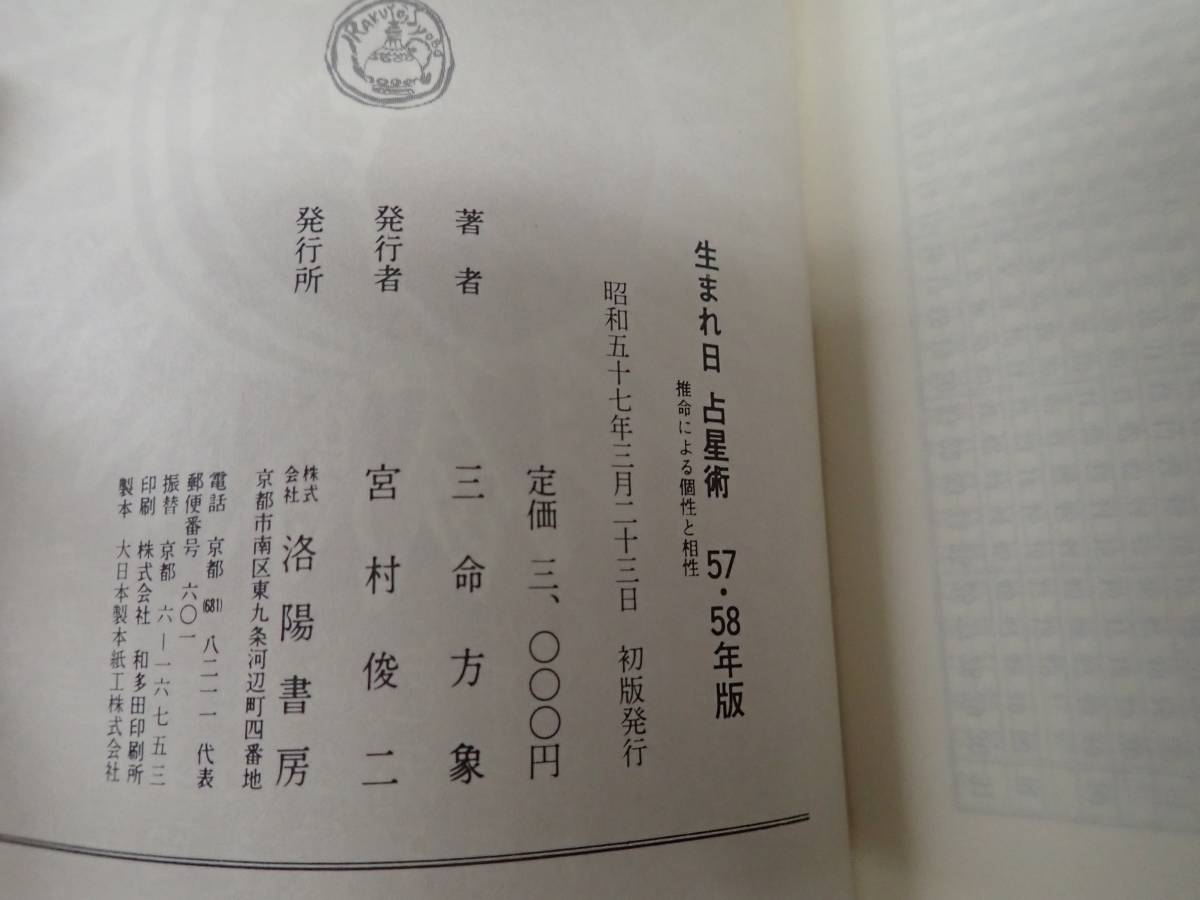 生まれ日 占星術 57・58年版
推命による個性と相性
昭和五十七年三月二十三日 初版発行
定価 三、〇〇〇円
著者 三命方象
発行者 宮村俊二
発行所 株式会社 洛陽書房
京都市南区東九条河辺町四番地
電話 京都 (681) 八二一一 代表
郵便番号 六〇一
振替 京都 六一一六七五三
印刷 株式会社 和多田印刷所
製本 大日本製本紙工株式会社